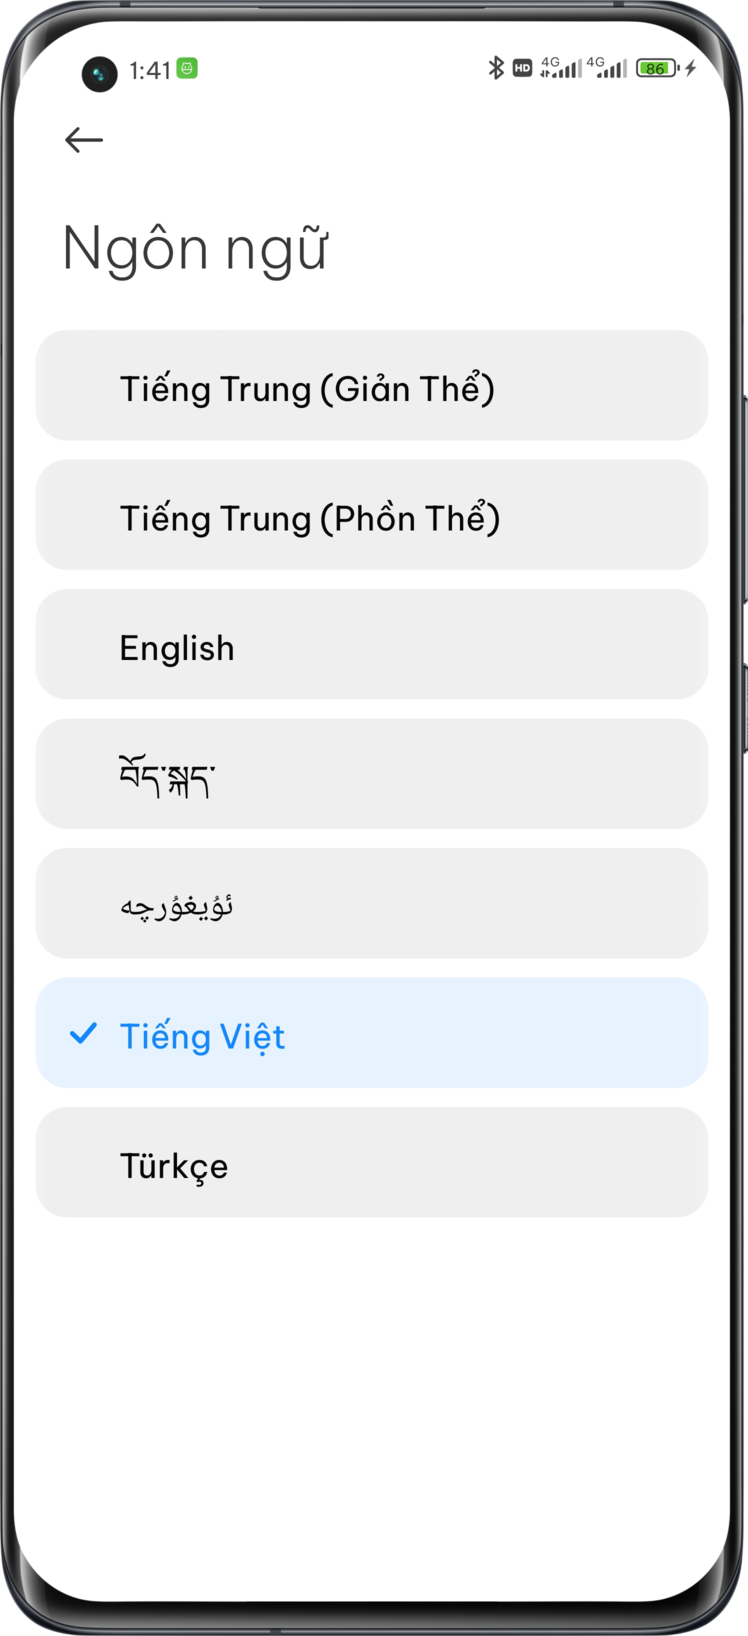 1:41
HD 4G 4G 86
Ngôn ngữ
Tiếng Trung (Giản Thể)
Tiếng Trung (Phồn Thể)
English
བོད་སྐད་
ئۇيغۇرچە
Tiếng Việt
Türkçe